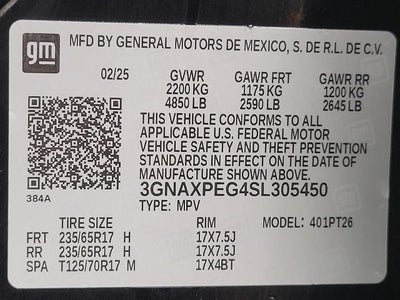 gm
MFD BY GENERAL MOTORS DE MEXICO, S. DE R.L. DE C.V.
02/25 GVWR GAWR FRT GAWR RR
2200 KG 1175 KG 1200 KG
4850 LB 2590 LB 2645 LB
THIS VEHICLE CONFORMS TO ALL
APPLICABLE U.S. FEDERAL MOTOR
VEHICLE SAFETY AND THEFT PREVENTION
STANDARDS IN EFFECT ON THE DATE OF
MANUFACTURE SHOWN ABOVE.
384A
3GNAXPEG4SL305450
TYPE: MPV
TIRE SIZE RIM MODEL: 401PT26
FRT 235/65R17 H 17X7.5J
RR 235/65R17 H 17X7.5J
SPA T125/70R17 M 17X4BT